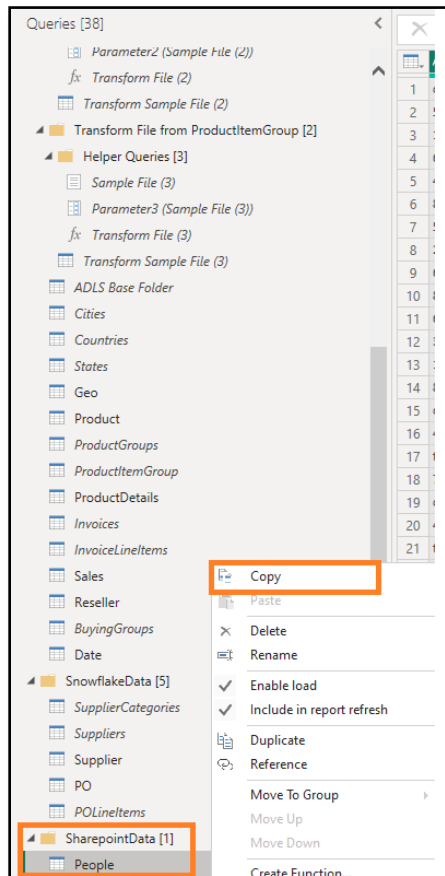 Queries [38]
Parameter2 (Sample File (2))
fx Transform File (2)
Transform Sample File (2)
Transform File from ProductItemGroup [2]
Helper Queries [3]
Sample File (3)
Parameter3 (Sample File (3))
fx Transform File (3)
Transform Sample File (3)
ADLS Base Folder
Cities
Countries
States
Geo
Product
ProductGroups
ProductItemGroup
ProductDetails
Invoices
InvoiceLineItems
Sales
Reseller
BuyingGroups
Date
SnowflakeData [5]
SupplierCategories
Suppliers
Supplier
PO
POLineItems
SharepointData [1]
People
Copy
Paste
Delete
Rename
Enable load
Include in report refresh
Duplicate
Reference
Move To Group
Move Up
Move Down
Create Function...
1
2
3
4
5
6
7
8
9
10
11
12
13
14
15
16
17
18
19
20
21